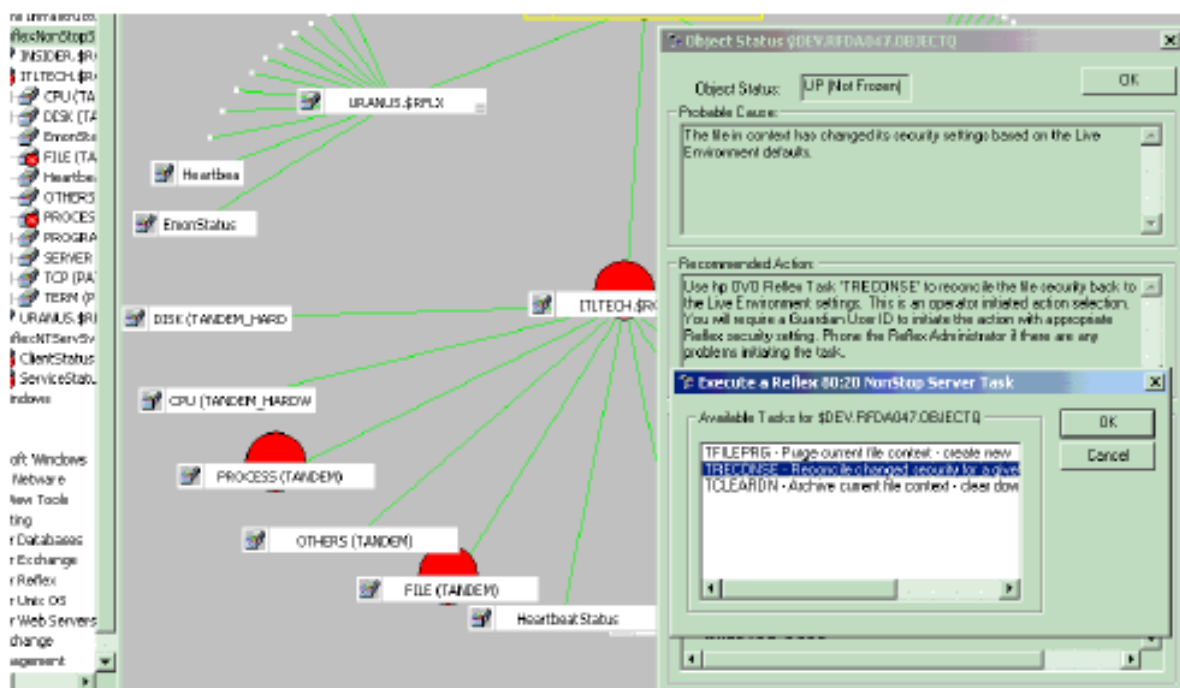 flexNonStopS
INSIDER.$R
ITLTECH.$R
CPU (TA
DISK (TA
EmonSta
FILE (TA
Heartbe
OTHERS
PROCES
PROGRA
SERVER
TCP (PA
TERM (P
URANUS.$R
flexNTServSv
ClientStatus
ServiceStatu
indows
oft Windows
Netware
New Tools
ting
r Databases
r Exchange
r Reflex
r Unix OS
r Web Servers
change
agement
URANUS.$RFLX
Heartbea
EmonStatus
ITLTECH.$R
DISK (TANDEM_HARD
CPU (TANDEM_HARDW
PROCESS (TANDEM)
OTHERS (TANDEM)
FILE (TANDEM)
HeartbeatStatus
Object Status $DEV.RFDA047.OBJECTQ
Object Status: UP (Not Frozen)
OK
Probable Cause:
The file in context has changed its security settings based on the Live
Environment defaults.
Recommended Action:
Use hp Reflex Task 'TRECONSE' to reconcile the file security back to
the Live Environment settings. This is an operator initiated action selection.
You will require a Guardian User ID to initiate the action with appropriate
Reflex security setting. Phone the Reflex Administrator if there are any
problems initiating the task.
Execute a Reflex 80:20 NonStop Server Task
Available Tasks for $DEV.RFDA047.OBJECTQ
TFILEPRG - Purge current file context - create new
TRECONSE - Reconcile changed security for a give
TCLEARDN - Archive current file context - clear dow
OK
Cancel